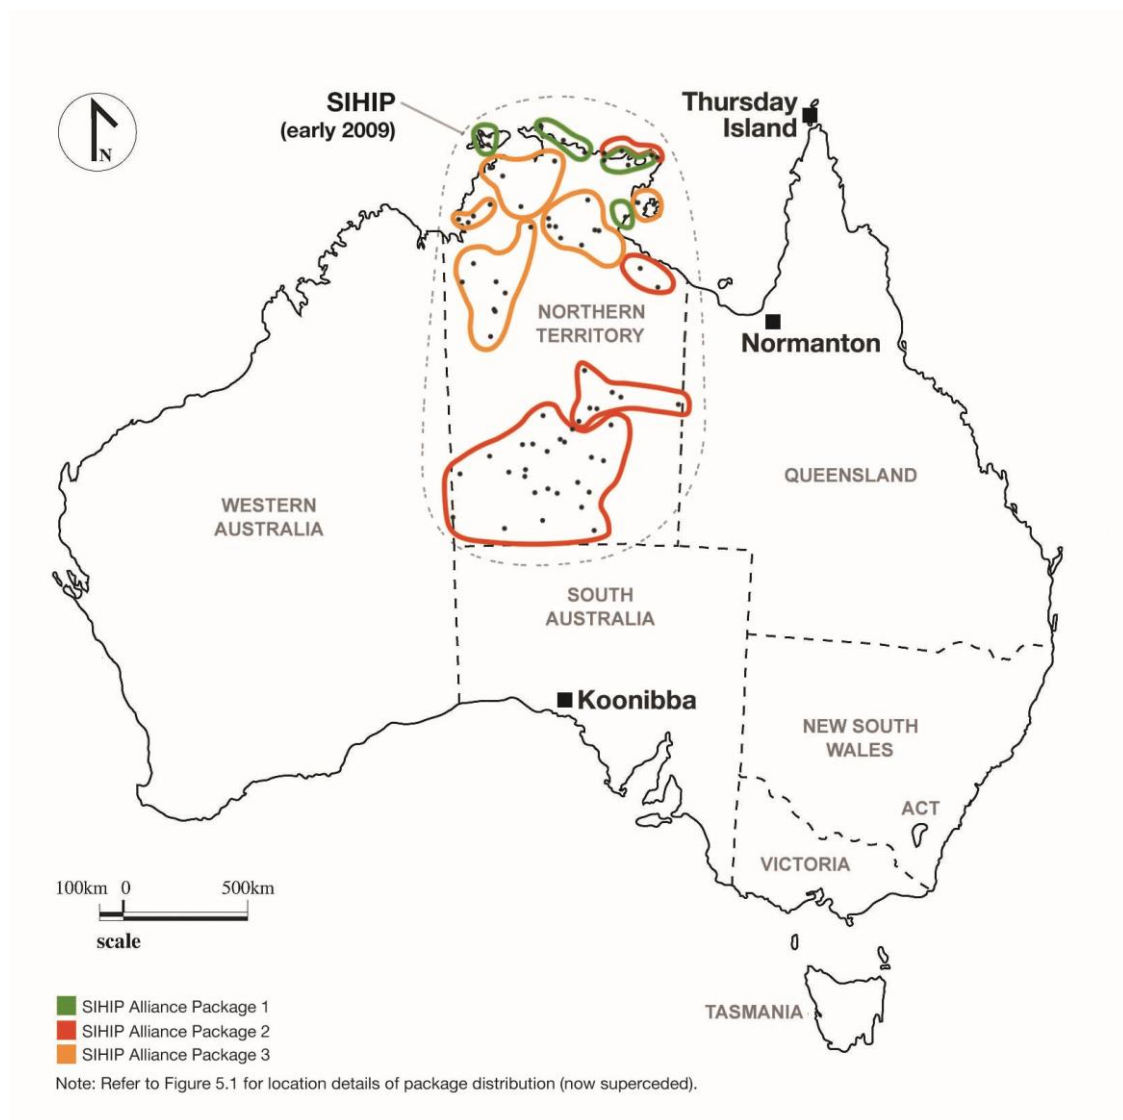 SIHIP
(early 2009)
Thursday
Island
N
NORTHERN
TERRITORY
Normanton
QUEENSLAND
WESTERN
AUSTRALIA
SOUTH
AUSTRALIA
Koonibba
NEW SOUTH
WALES
ACT
VICTORIA
100km 0 500km
scale
TASMANIA
SIHIP Alliance Package 1
SIHIP Alliance Package 2
SIHIP Alliance Package 3
Note: Refer to Figure 5.1 for location details of package distribution (now superceded).